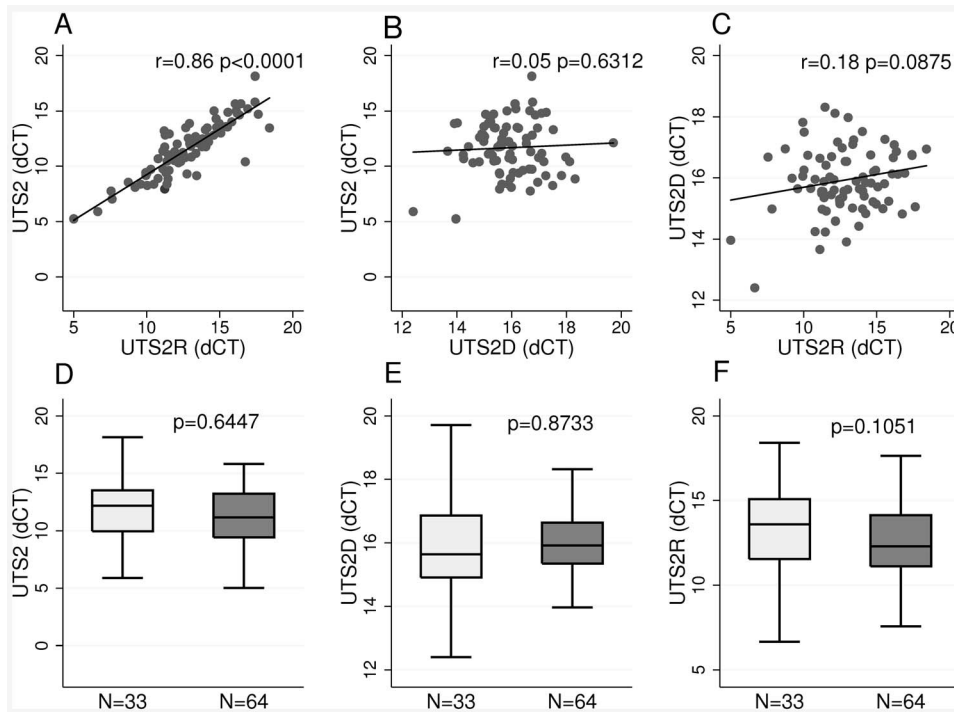 A
r=0.86 p<0.0001
UTS2 (dCT)
20
15
10
5
0
5 10 15 20
UTS2R (dCT)
B
r=0.05 p=0.6312
UTS2 (dCT)
20
15
10
5
0
12 14 16 18 20
UTS2D (dCT)
C
r=0.18 p=0.0875
UTS2D (dCT)
18
16
14
12
5 10 15 20
UTS2R (dCT)
D
p=0.6447
UTS2 (dCT)
20
15
10
5
0
N=33 N=64
E
p=0.8733
UTS2D (dCT)
20
18
16
14
12
N=33 N=64
F
p=0.1051
UTS2R (dCT)
20
15
10
5
N=33 N=64